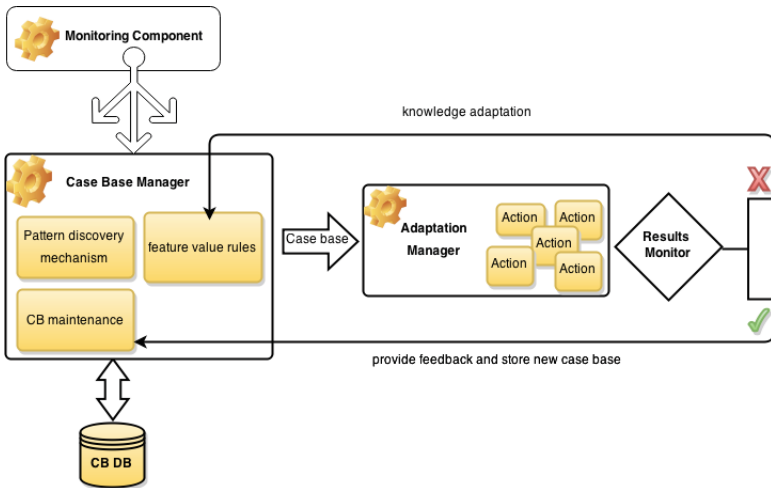 Monitoring Component
knowledge adaptation
Case Base Manager
Pattern discovery
mechanism
feature value rules
CB maintenance
Case base
Adaptation
Manager
Action
Action
Action
Action
Action
Results
Monitor
provide feedback and store new case base
CB DB